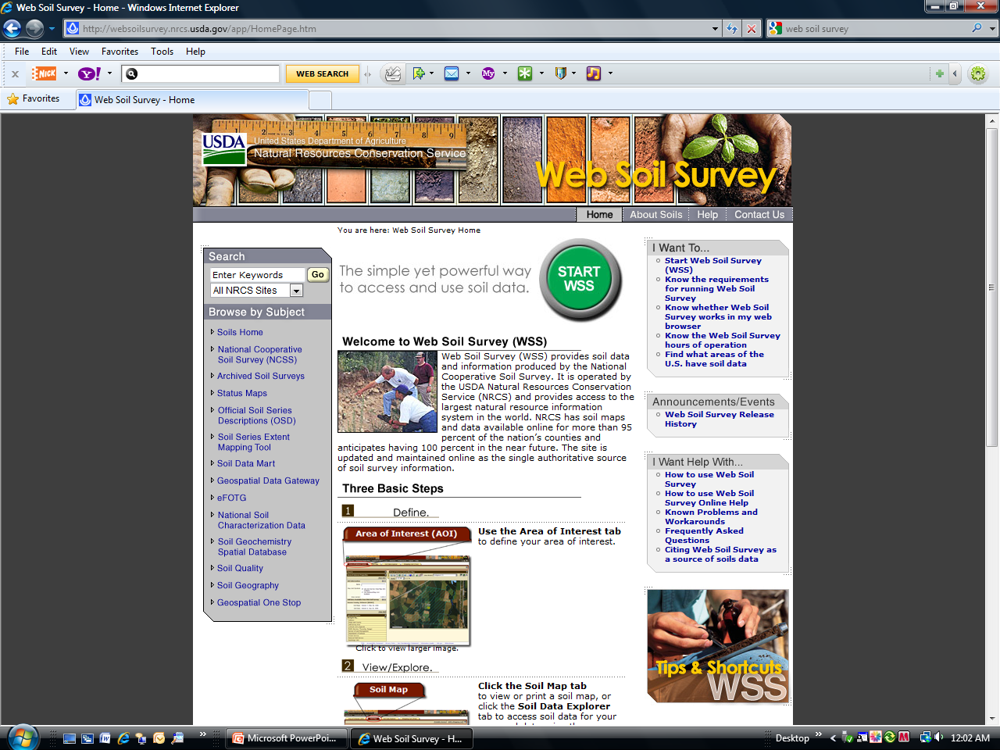 Web Soil Survey - Home - Windows Internet Explorer
http://websoilsurvey.nrcs.usda.gov/app/HomePage.htm
web soil survey
File Edit View Favorites Tools Help
x NICK Y! WEB SEARCH My
Favorites Web Soil Survey - Home
USDA
United States Department of Agriculture
Natural Resources Conservation Service
Web Soil Survey
Home About Soils Help Contact Us
You are here: Web Soil Survey Home
Search
Enter Keywords Go
All NRCS Sites
Browse by Subject
Soils Home
National Cooperative
Soil Survey (NCSS)
Archived Soil Surveys
Status Maps
Official Soil Series
Descriptions (OSD)
Soil Series Extent
Mapping Tool
Soil Data Mart
Geospatial Data Gateway
eFOTG
National Soil
Characterization Data
Soil Geochemistry
Spatial Database
Soil Quality
Soil Geography
Geospatial One Stop
The simple yet powerful way
to access and use soil data.
START
WSS
Welcome to Web Soil Survey (WSS)
Web Soil Survey (WSS) provides soil data
and information produced by the National
Cooperative Soil Survey. It is operated by
the USDA Natural Resources Conservation
Service (NRCS) and provides access to the
largest natural resource information
system in the world. NRCS has soil maps
and data available online for more than 95
percent of the nation's counties and
anticipates having 100 percent in the near future. The site is
updated and maintained online as the single authoritative source
of soil survey information.
Three Basic Steps
1 Define.
Area of Interest (AOI)
Use the Area of Interest tab
to define your area of interest.
Click to view larger image.
2 View/Explore.
Soil Map
Click the Soil Map tab
to view or print a soil map, or
click the Soil Data Explorer
tab to access soil data for your
I Want To...
Start Web Soil Survey
(WSS)
Know the requirements
for running Web Soil
Survey
Know whether Web Soil
Survey works in my web
browser
Know the Web Soil Survey
hours of operation
Find what areas of the
U.S. have soil data
Announcements/Events
Web Soil Survey Release
History
I Want Help With...
How to use Web Soil
Survey
How to use Web Soil
Survey Online Help
Known Problems and
Workarounds
Frequently Asked
Questions
Citing Web Soil Survey as
a source of soils data
Tips & Shortcuts
WSS
Microsoft PowerPoi... Web Soil Survey - H... Desktop 12:02 AM